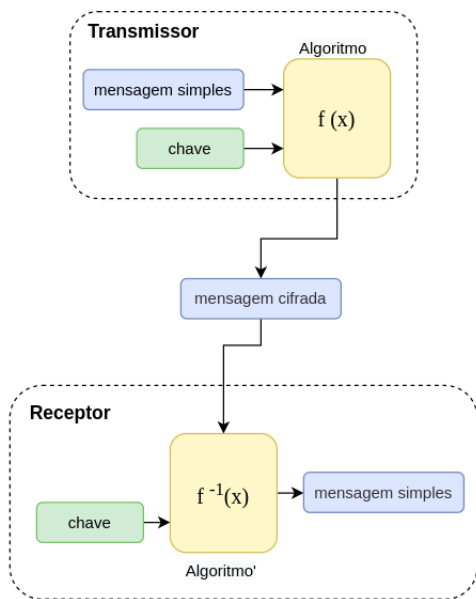 Transmissor
Algoritmo
mensagem simples
f (x)
chave
mensagem cifrada
Receptor
f -1(x)
mensagem simples
chave
Algoritmo'